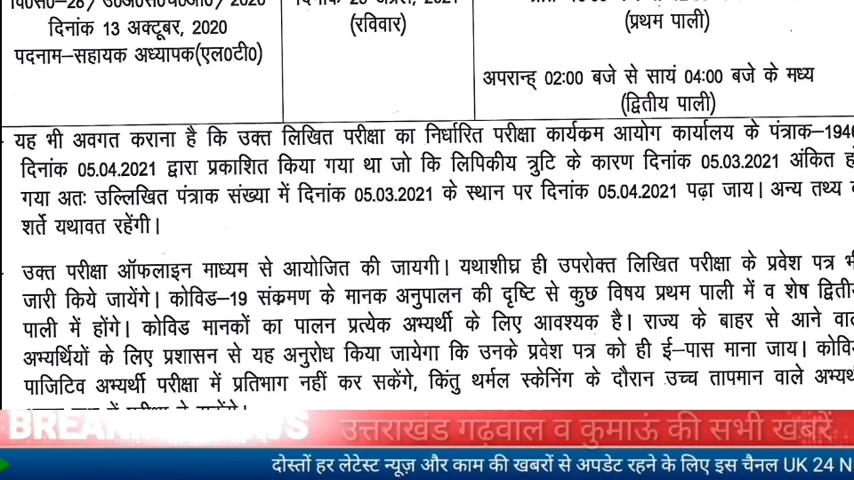 दिनांक 13 अक्टूबर, 2020
(रविवार)
(प्रथम पाली)
पदनाम–सहायक अध्यापक(एल0टी0)
अपरान्ह् 02:00 बजे से सायं 04:00 बजे के मध्य
(द्वितीय पाली)
यह भी अवगत कराना है कि उक्त लिखित परीक्षा का निर्धारित परीक्षा कार्यक्रम आयोग कार्यालय के पंत्राक–194
दिनांक 05.04.2021 द्वारा प्रकाशित किया गया था जो कि लिपिकीय त्रुटि के कारण दिनांक 05.03.2021 अंकित ह
गया अतः उल्लिखित पंत्राक संख्या में दिनांक 05.03.2021 के स्थान पर दिनांक 05.04.2021 पढ़ा जाय। अन्य तथ्य
शर्ते यथावत रहेंगी।
उक्त परीक्षा ऑफलाइन माध्यम से आयोजित की जायगी। यथाशीघ्र ही उपरोक्त लिखित परीक्षा के प्रवेश पत्र भ
जारी किये जायेंगे। कोविड–19 संक्रमण के मानक अनुपालन की दृष्टि से कुछ विषय प्रथम पाली में व शेष द्विती
पाली में होंगे। कोविड मानकों का पालन प्रत्येक अभ्यर्थी के लिए आवश्यक है। राज्य के बाहर से आने वाल
अभ्यर्थियों के लिए प्रशासन से यह अनुरोध किया जायेगा कि उनके प्रवेश पत्र को ही ई–पास माना जाय। कोवि
पाजिटिव अभ्यर्थी परीक्षा में प्रतिभाग नहीं कर सकेंगे, किंतु थर्मल स्केनिंग के दौरान उच्च तापमान वाले अभ्यर्थ
उत्तराखंड गढ़वाल व कुमाऊं की सभी खबरें
दोस्तों हर लेटेस्ट न्यूज़ और काम की खबरों से अपडेट रहने के लिए इस चैनल UK 24 N